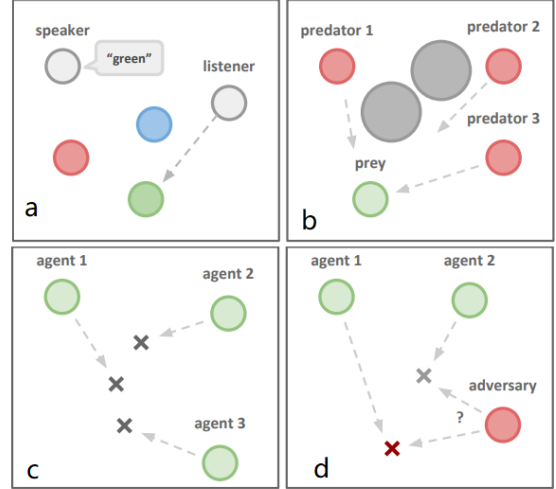 speaker
“green”
listener
a
predator 1
predator 2
predator 3
prey
b
agent 1
agent 2
agent 3
c
agent 1
agent 2
adversary
?
d